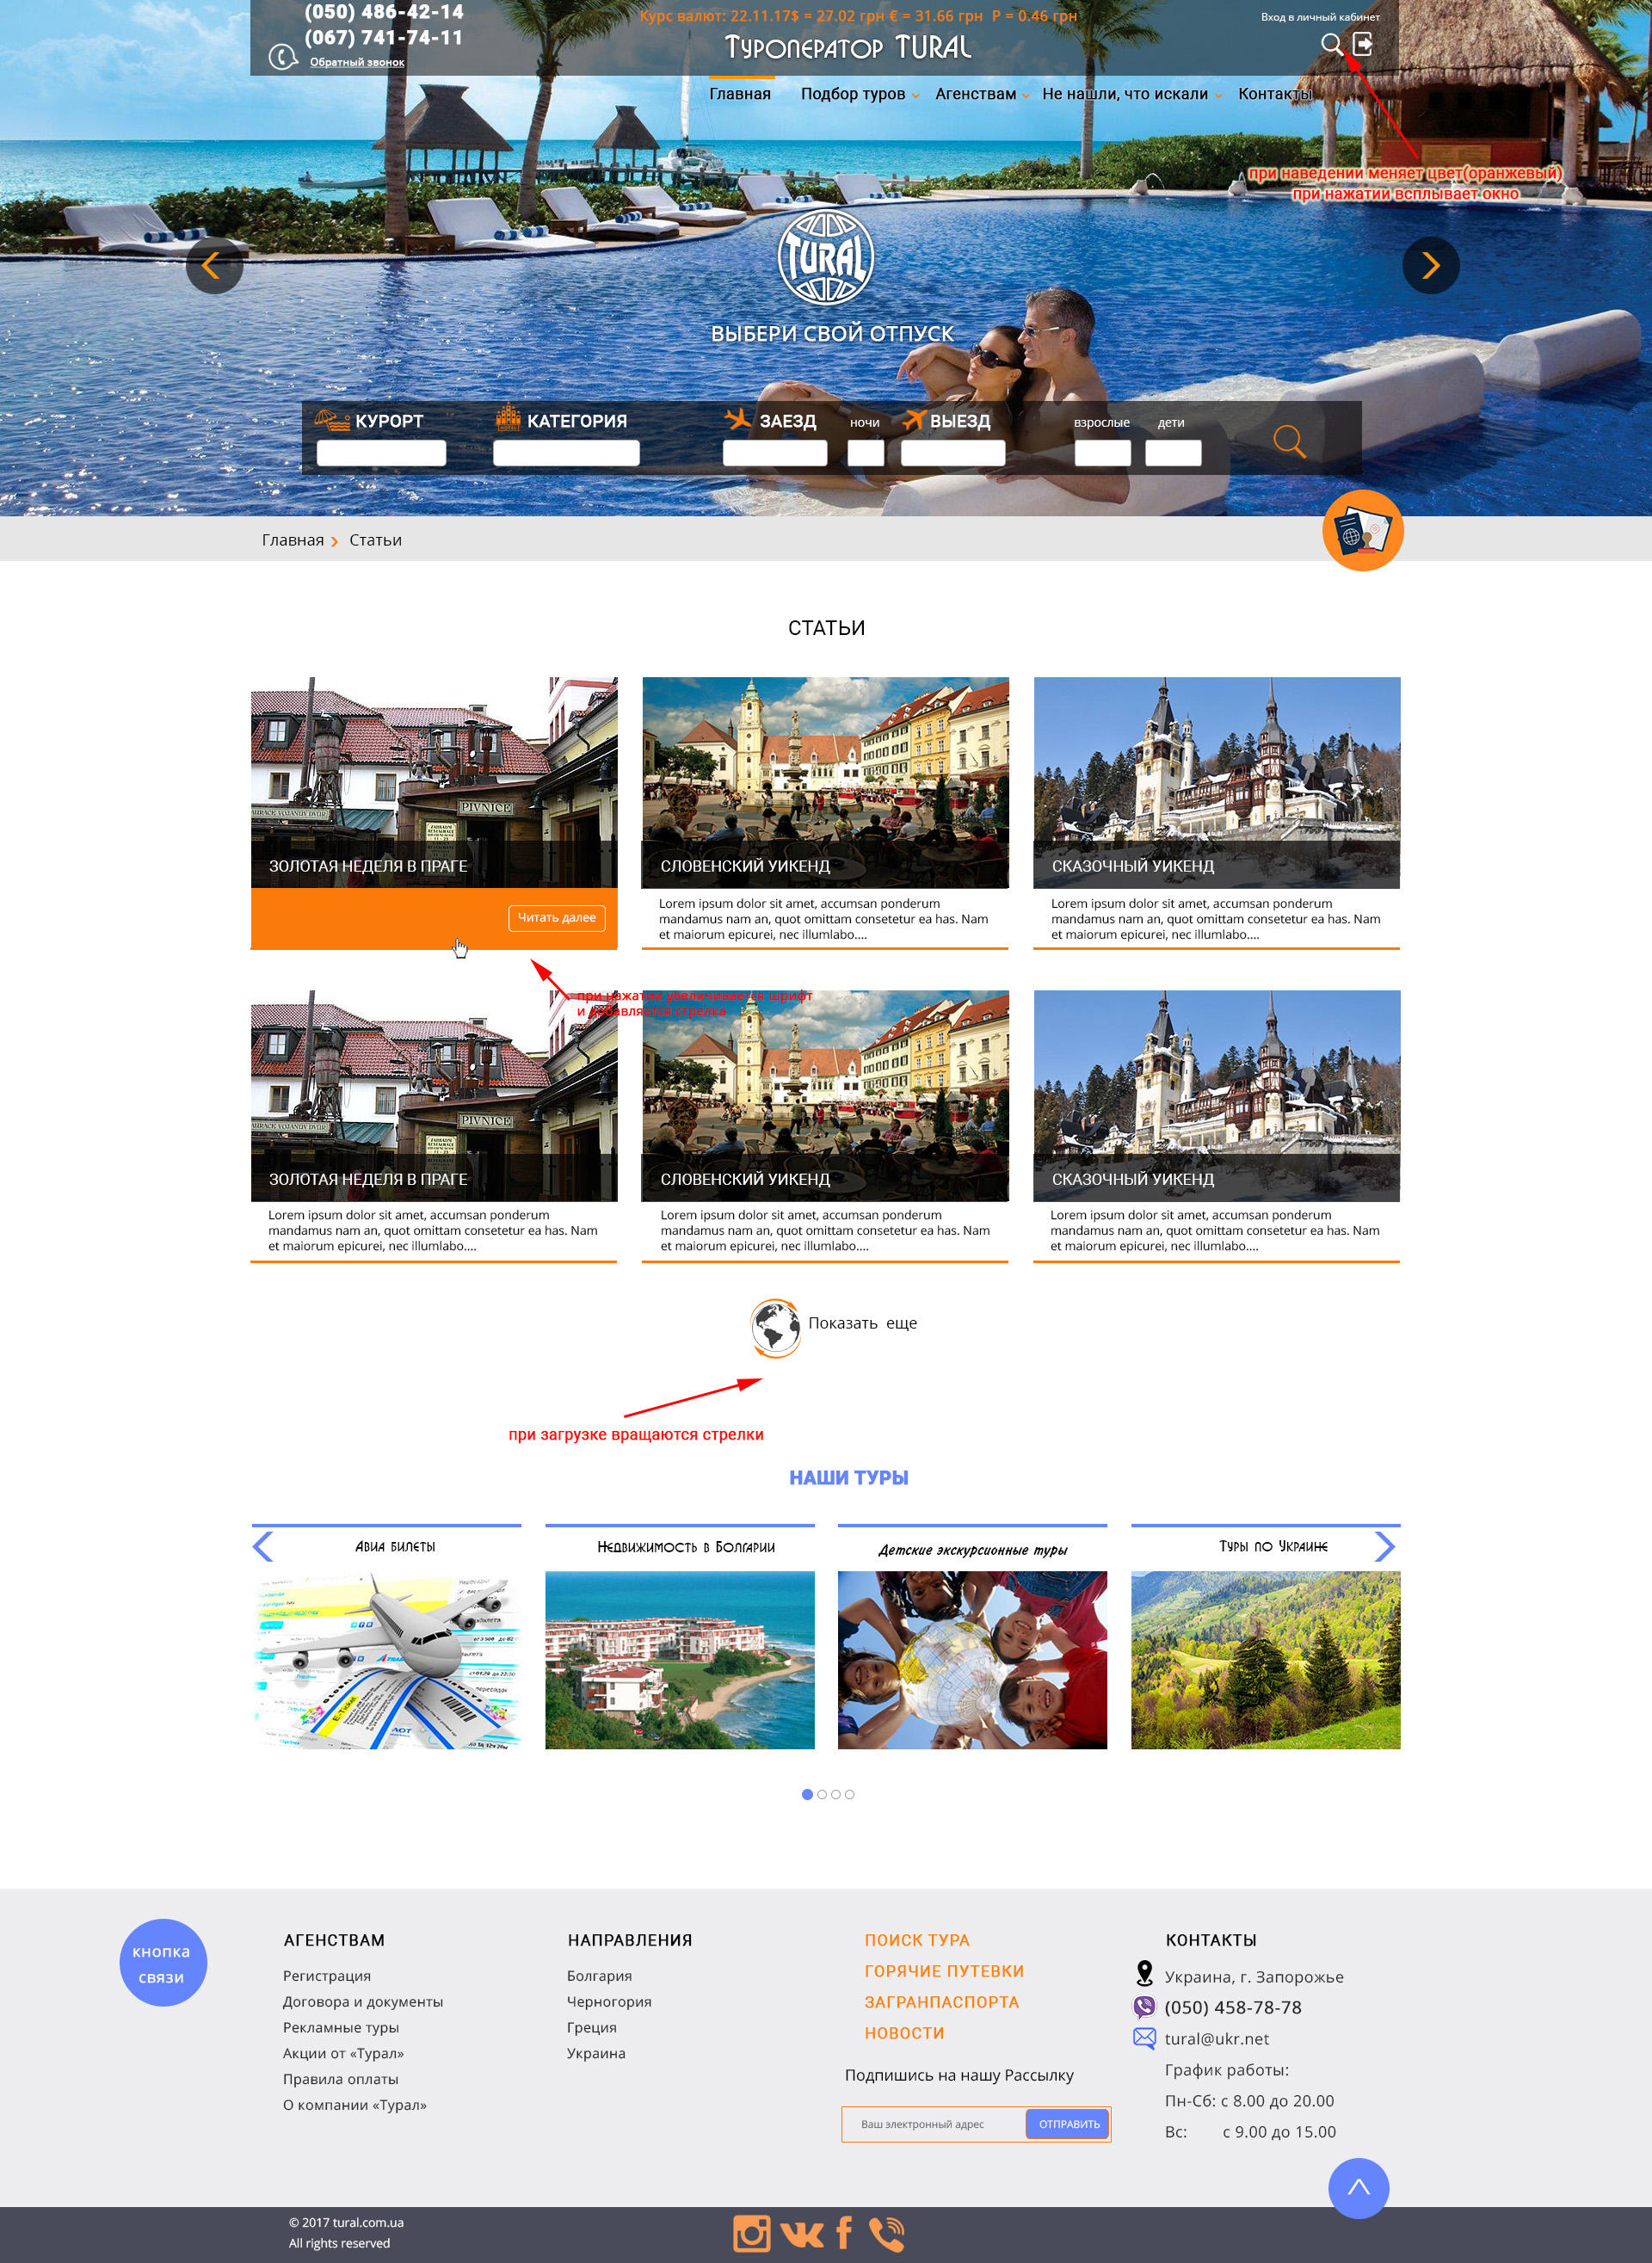 (050) 486-42-14
(067) 741-74-11
Обратный звонок
Курс валют: 22.11.17$ = 27.02 грн € = 31.66 грн Р = 0.46 грн
Туроператор TURAL
Вход в личный кабинет
Главная Подбор туров Агенствам Не нашли, что искали Контакты
при наведении меняет цвет(оранжевый)
при нажатии всплывает окно
TURAL
ВЫБЕРИ СВОЙ ОТПУСК
КУРОРТ КАТЕГОРИЯ ЗАЕЗД ночи ВЫЕЗД взрослые дети
Главная Статьи
СТАТЬИ
PIVNICE
ЗОЛОТАЯ НЕДЕЛЯ В ПРАГЕ
Читать далее
СЛОВЕНСКИЙ УИКЕНД
Lorem ipsum dolor sit amet, accumsan ponderum
mandamus nam an, quot omittam consetetur ea has. Nam
et maiorum epicurei, nec illumlabo....
СКАЗОЧНЫЙ УИКЕНД
Lorem ipsum dolor sit amet, accumsan ponderum
mandamus nam an, quot omittam consetetur ea has. Nam
et maiorum epicurei, nec illumlabo....
при нажатии увеличивается шрифт
и добавляется стрелка
PIVNICE
ЗОЛОТАЯ НЕДЕЛЯ В ПРАГЕ
Lorem ipsum dolor sit amet, accumsan ponderum
mandamus nam an, quot omittam consetetur ea has. Nam
et maiorum epicurei, nec illumlabo....
СЛОВЕНСКИЙ УИКЕНД
Lorem ipsum dolor sit amet, accumsan ponderum
mandamus nam an, quot omittam consetetur ea has. Nam
et maiorum epicurei, nec illumlabo....
СКАЗОЧНЫЙ УИКЕНД
Lorem ipsum dolor sit amet, accumsan ponderum
mandamus nam an, quot omittam consetetur ea has. Nam
et maiorum epicurei, nec illumlabo....
Показать еще
при загрузке вращаются стрелки
НАШИ ТУРЫ
Авиа билеты
Недвижимость в Болгарии
Детские экскурсионные туры
Туры по Украине
E-Ticket
кнопка
связи
АГЕНСТВАМ
Регистрация
Договора и документы
Рекламные туры
Акции от «Турал»
Правила оплаты
О компании «Турал»
НАПРАВЛЕНИЯ
Болгария
Черногория
Греция
Украина
ПОИСК ТУРА
ГОРЯЧИЕ ПУТЕВКИ
ЗАГРАНПАСПОРТА
НОВОСТИ
Подпишись на нашу Рассылку
Ваш электронный адрес ОТПРАВИТЬ
КОНТАКТЫ
Украина, г. Запорожье
(050) 458-78-78
tural@ukr.net
График работы:
Пн-Сб: с 8.00 до 20.00
Вс: с 9.00 до 15.00
© 2017 tural.com.ua
All rights reserved